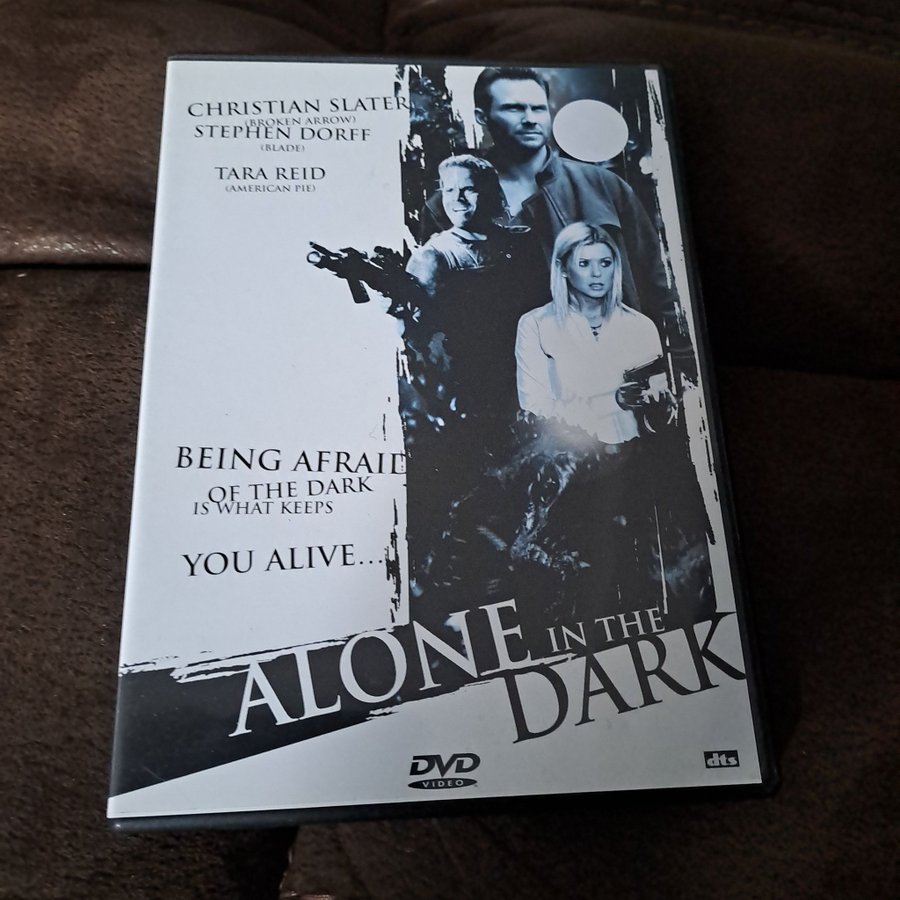 CHRISTIAN SLATER
(BROKEN ARROW)
STEPHEN DORFF
(BLADE)
TARA REID
(AMERICAN PIE)
BEING AFRAID
OF THE DARK
IS WHAT KEEPS
YOU ALIVE...
ALONE IN THE
DARK
DVD
VIDEO
dts